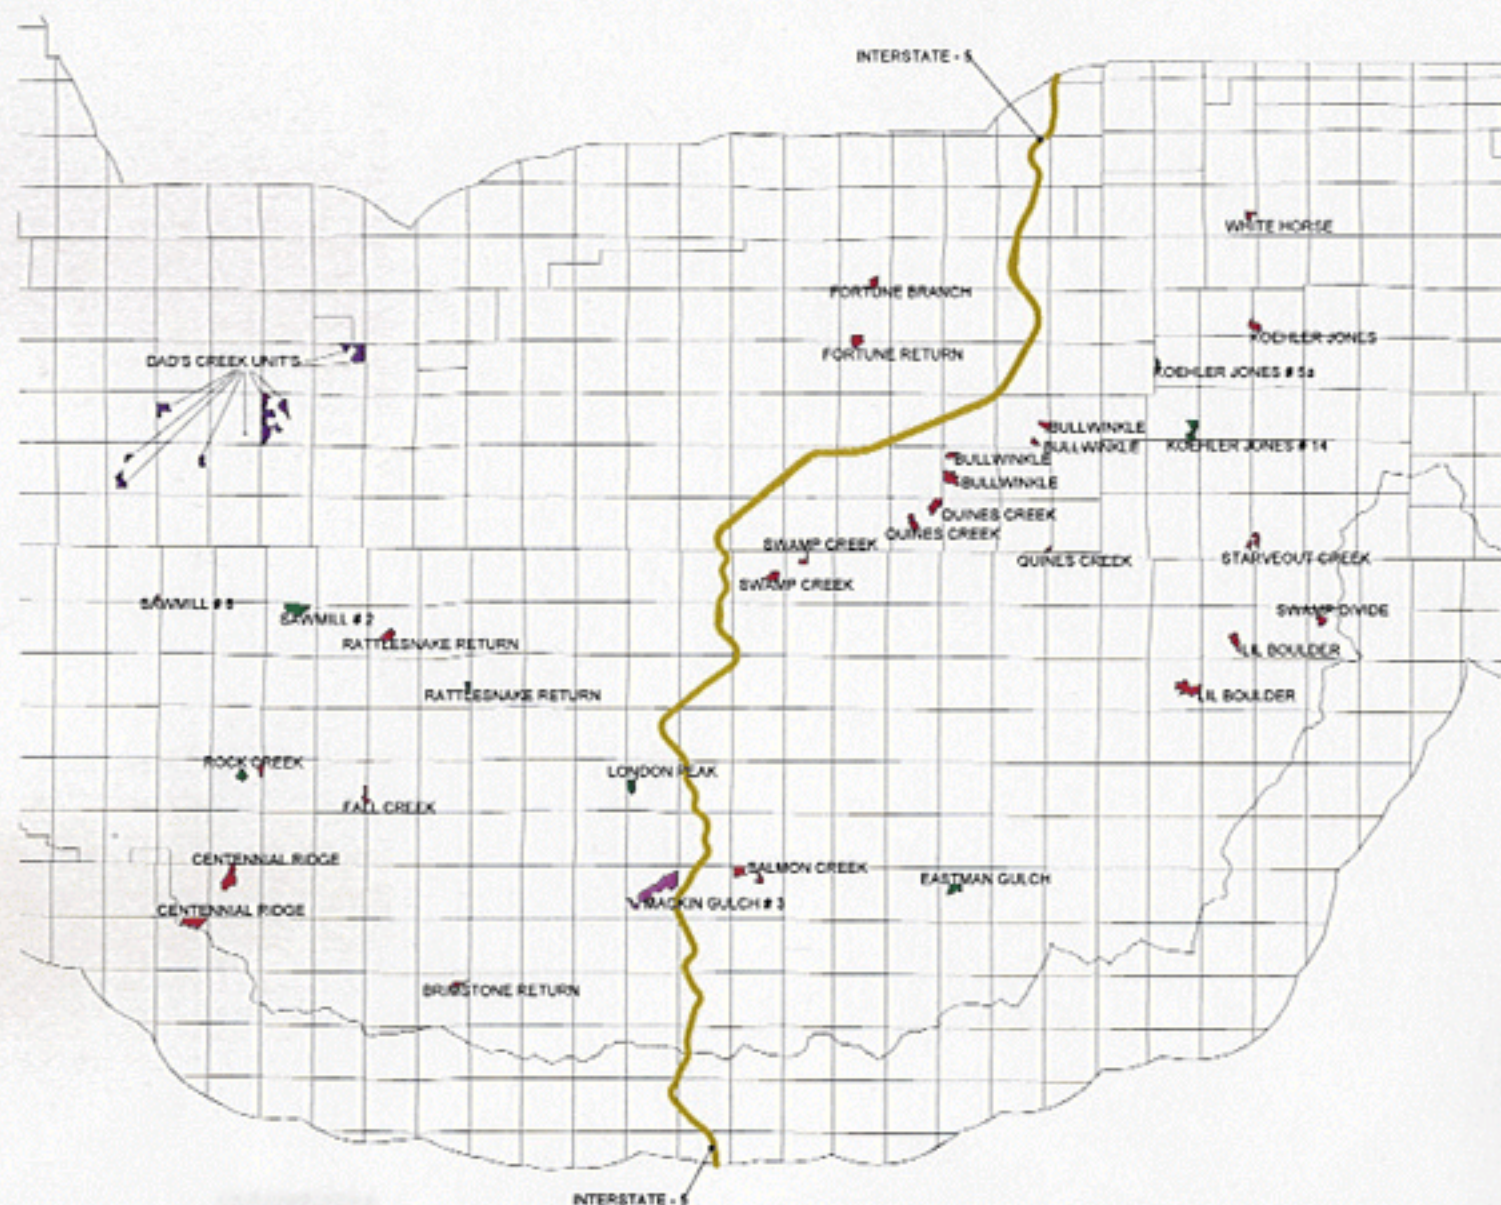 INTERSTATE - 5
WHITE HORSE
FORTUNE BRANCH
KOEHLER JONES
FORTUNE RETURN
DAD'S CREEK UNIT'S
KOEHLER JONES # 5a
BULLWINKLE
BULLWINKLE
KOEHLER JONES # 14
BULLWINKLE
BULLWINKLE
QUINES CREEK
QUINES CREEK
SWAMP CREEK
QUINES CREEK
STARVEOUT CREEK
SWAMP CREEK
SAWMILL #
SAWMILL # 2
SWAMP DIVIDE
RATTLESNAKE RETURN
LIL BOULDER
RATTLESNAKE RETURN
LIL BOULDER
ROCK CREEK
LONDON PEAK
FALL CREEK
CENTENNIAL RIDGE
SALMON CREEK
EASTMAN GULCH
MACKIN GULCH # 3
CENTENNIAL RIDGE
BRIMSTONE RETURN
INTERSTATE - 5